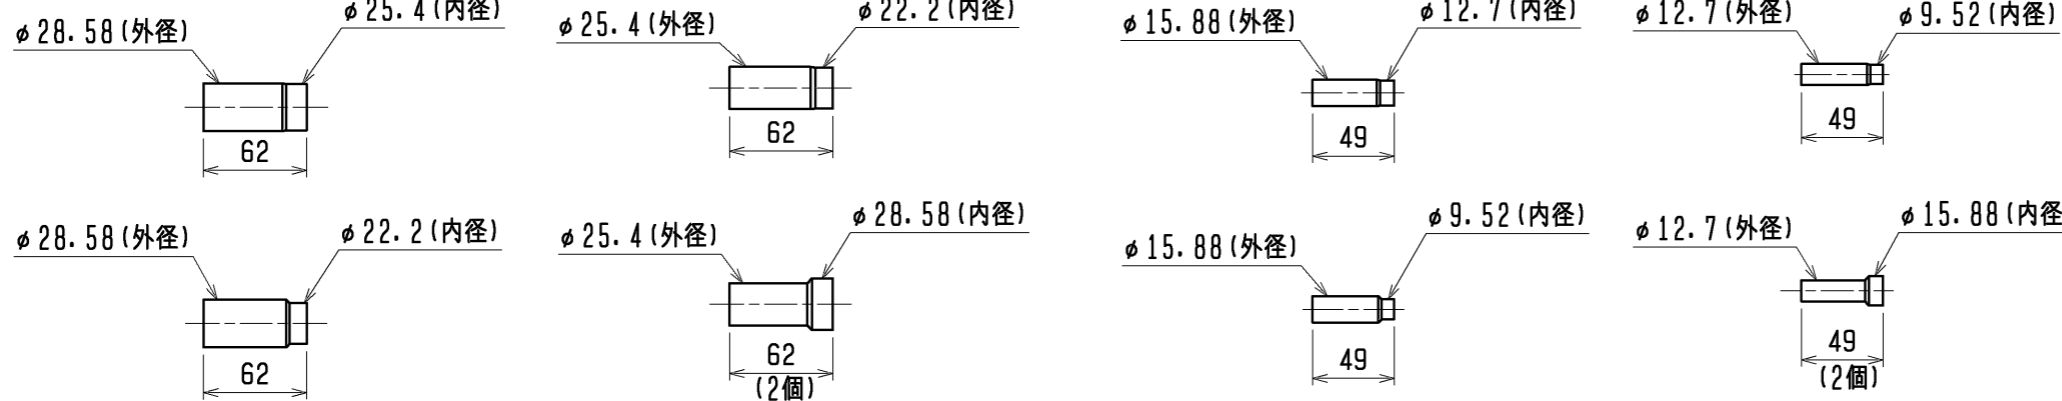 φ28.58(外径)
φ25.4(内径)
62
φ25.4(外径)
φ22.2(内径)
62
φ15.88(外径)
φ12.7(内径)
49
φ12.7(外径)
φ9.52(内径)
49
φ28.58(外径)
φ22.2(内径)
62
φ25.4(外径)
φ28.58(内径)
62
(2個)
φ15.88(外径)
φ9.52(内径)
49
φ12.7(外径)
φ15.88(内径
49
(2個)